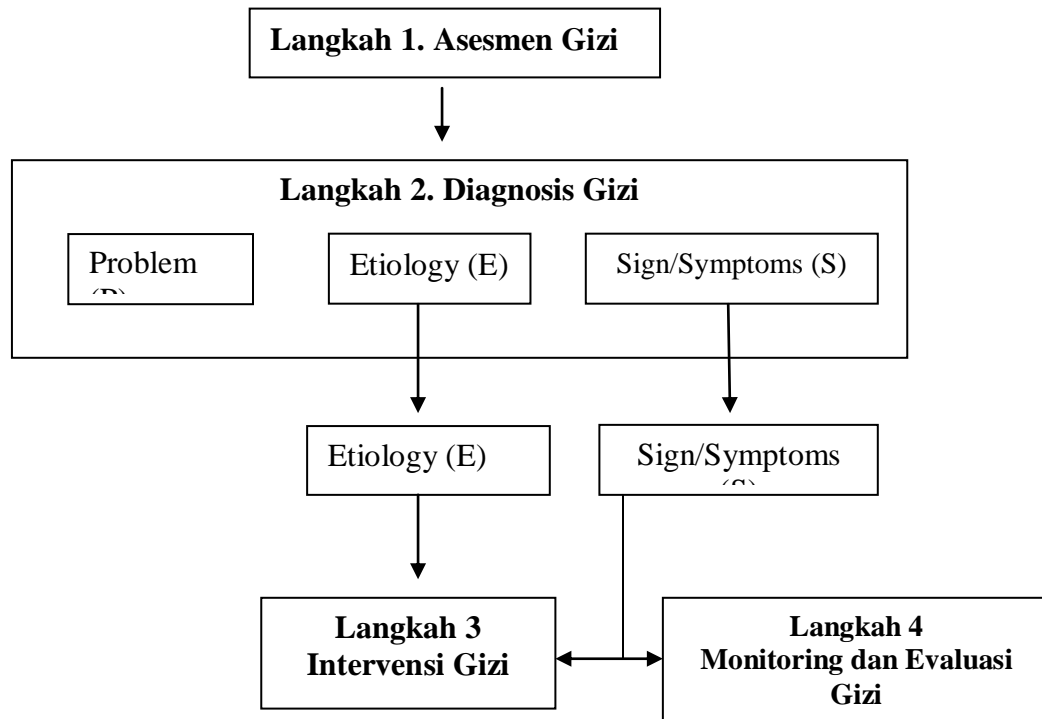 Langkah 1. Asesmen Gizi
Langkah 2. Diagnosis Gizi
Problem
Etiology (E)
Sign/Symptoms (S)
Etiology (E)
Sign/Symptoms
Langkah 3
Intervensi Gizi
Langkah 4
Monitoring dan Evaluasi
Gizi